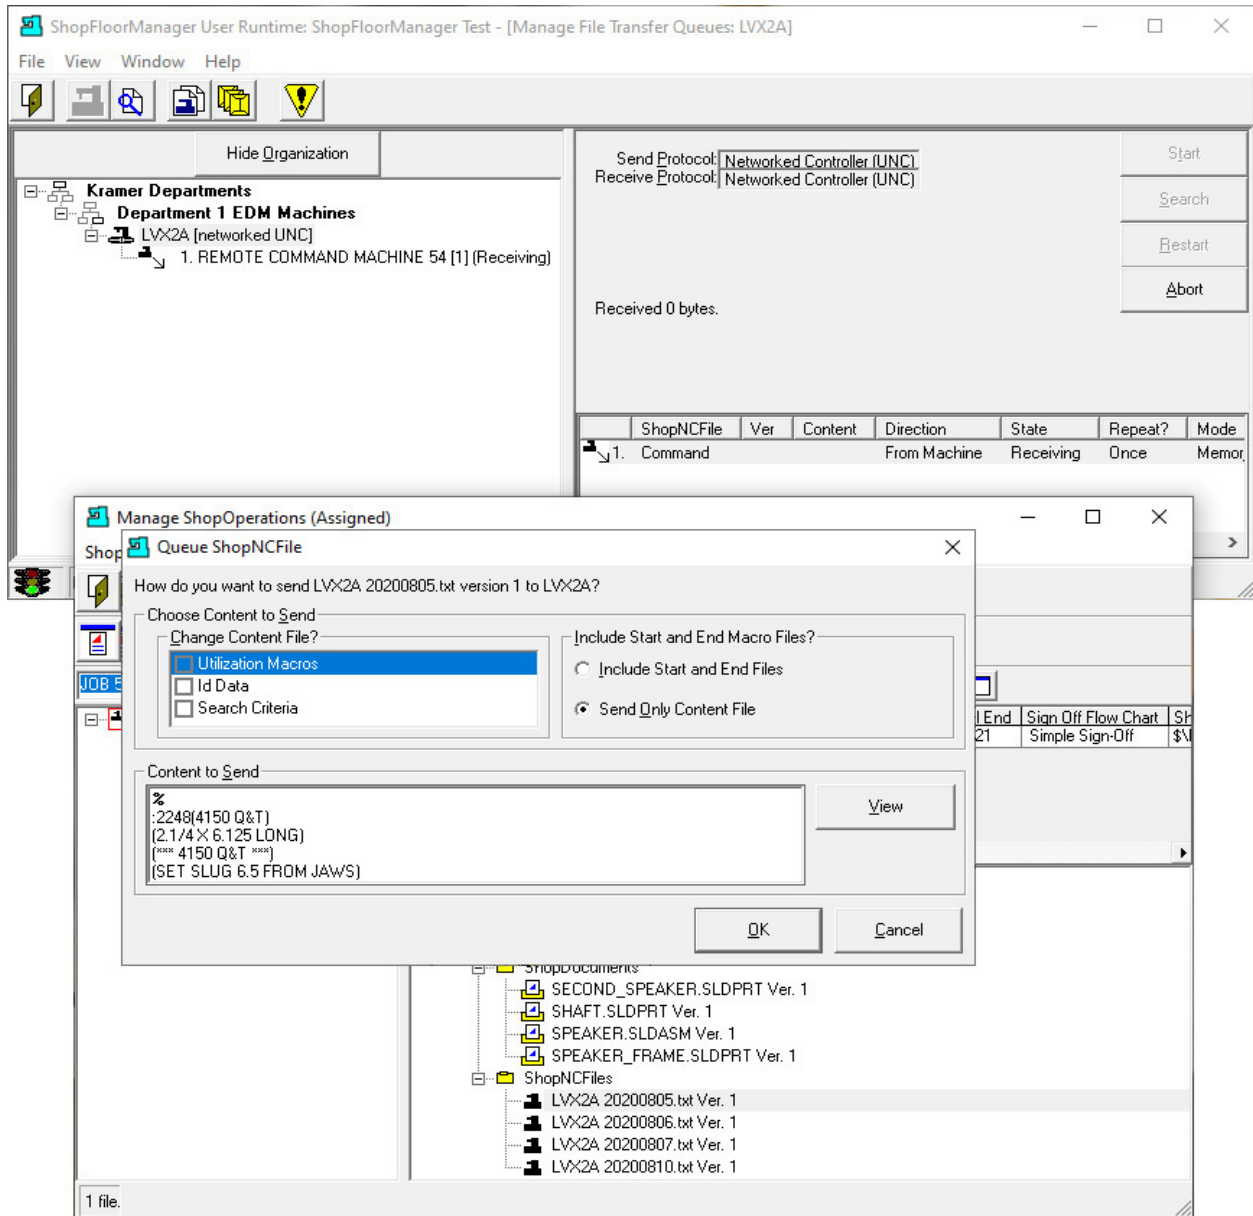 ShopFloorManager User Runtime: ShopFloorManager Test - [Manage File Transfer Queues: LVX2A]
File View Window Help
Hide Organization
Kramer Departments
Department 1 EDM Machines
LVX2A [networked UNC]
1. REMOTE COMMAND MACHINE 54 [1] (Receiving)
Send Protocol: Networked Controller (UNC)
Receive Protocol: Networked Controller (UNC)
Received 0 bytes.
Start
Search
Restart
Abort
ShopNCFile Ver Content Direction State Repeat? Mode
1. Command From Machine Receiving Once Memor
Manage ShopOperations (Assigned)
Shop
Queue ShopNCFile
How do you want to send LVX2A 20200805.txt version 1 to LVX2A?
Choose Content to Send
Change Content File?
Utilization Macros
Id Data
Search Criteria
Include Start and End Macro Files?
Include Start and End Files
Send Only Content File
Content to Send
%
:2248(4150 Q&T)
(2.1/4 X 6.125 LONG)
(*** 4150 Q&T ***)
(SET SLUG 6.5 FROM JAWS)
View
OK
Cancel
JOB 5
End Sign Off Flow Chart Sh
21 Simple Sign-Off $\
ShopDocuments
SECOND_SPEAKER.SLDPRT Ver. 1
SHAFT.SLDPRT Ver. 1
SPEAKER.SLDASM Ver. 1
SPEAKER_FRAME.SLDPRT Ver. 1
ShopNCFiles
LVX2A 20200805.txt Ver. 1
LVX2A 20200806.txt Ver. 1
LVX2A 20200807.txt Ver. 1
LVX2A 20200810.txt Ver. 1
1 file.